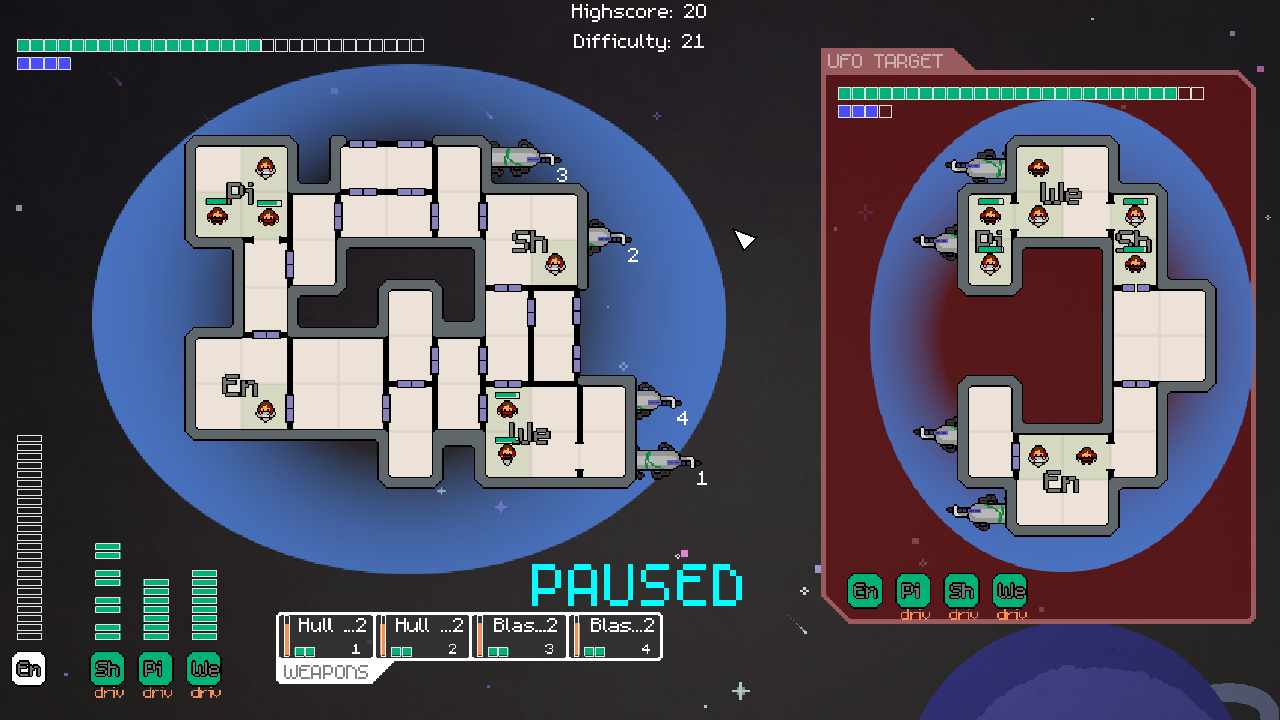 Highscore: 20
Difficulty: 21
UFO TARGET
Pi
3
Sh
2
En
We
4
1
We
Pi
Sh
En
PAUSED
En
Pi
Sh
We
driv
driv
driv
Hull ...2
1
Hull ...2
2
Blas...2
3
Blas...2
4
WEAPONS
En
Sh
Pi
We
driv
driv
driv